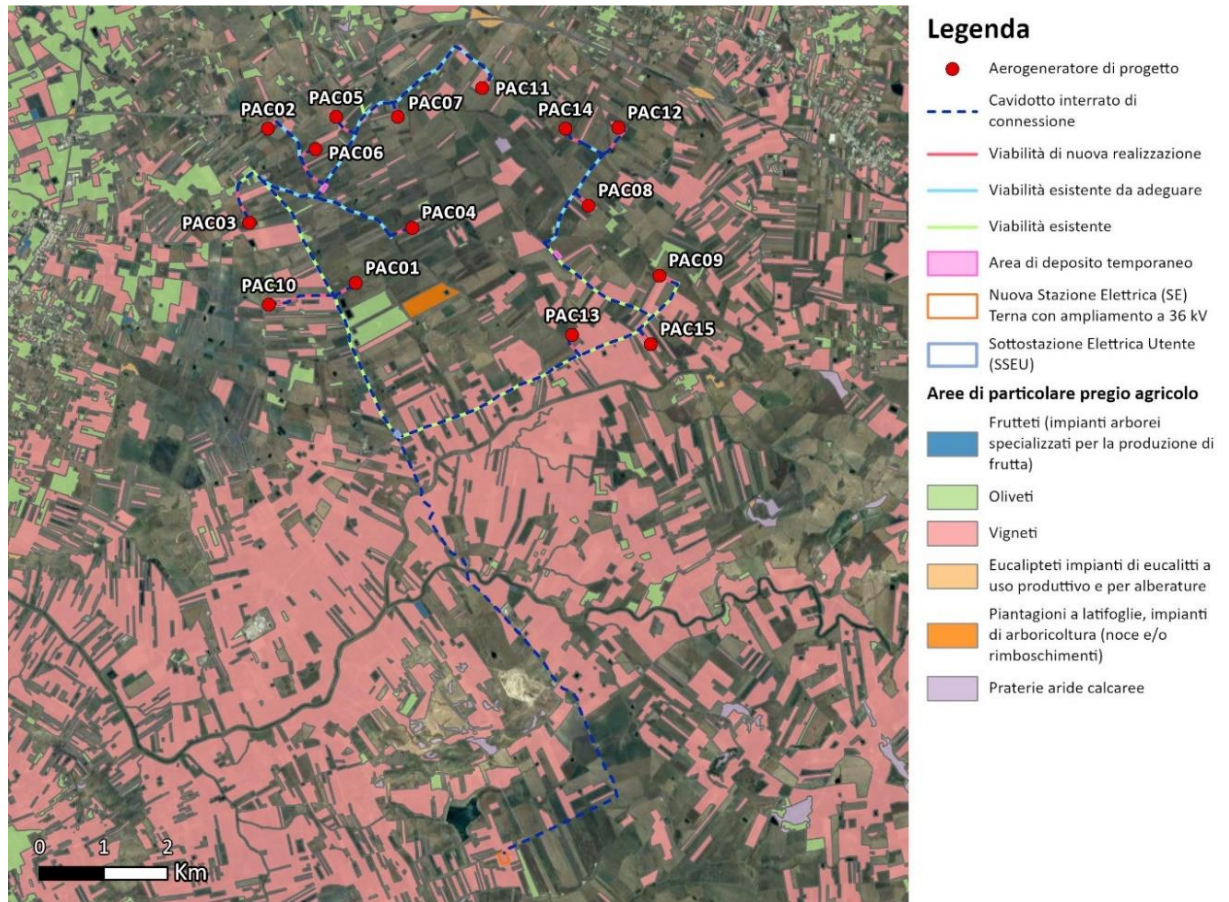 PAC11
PAC05
PAC07
PAC02
PAC14
PAC12
PAC06
PAC08
PAC03
PAC04
PAC09
PAC01
PAC10
PAC13
PAC15
0 1 2
Km
Legenda
Aerogeneratore di progetto
Cavidotto interrato di
connessione
Viabilità di nuova realizzazione
Viabilità esistente da adeguare
Viabilità esistente
Area di deposito temporaneo
Nuova Stazione Elettrica (SE)
Terna con ampliamento a 36 kV
Sottostazione Elettrica Utente
(SSEU)
Aree di particolare pregio agricolo
Frutteti (impianti arborei
specializzati per la produzione di
frutta)
Oliveti
Vigneti
Eucalipteti impianti di eucalitti a
uso produttivo e per alberature
Piantagioni a latifoglie, impianti
di arboricoltura (noce e/o
rimboschimenti)
Praterie aride calcaree